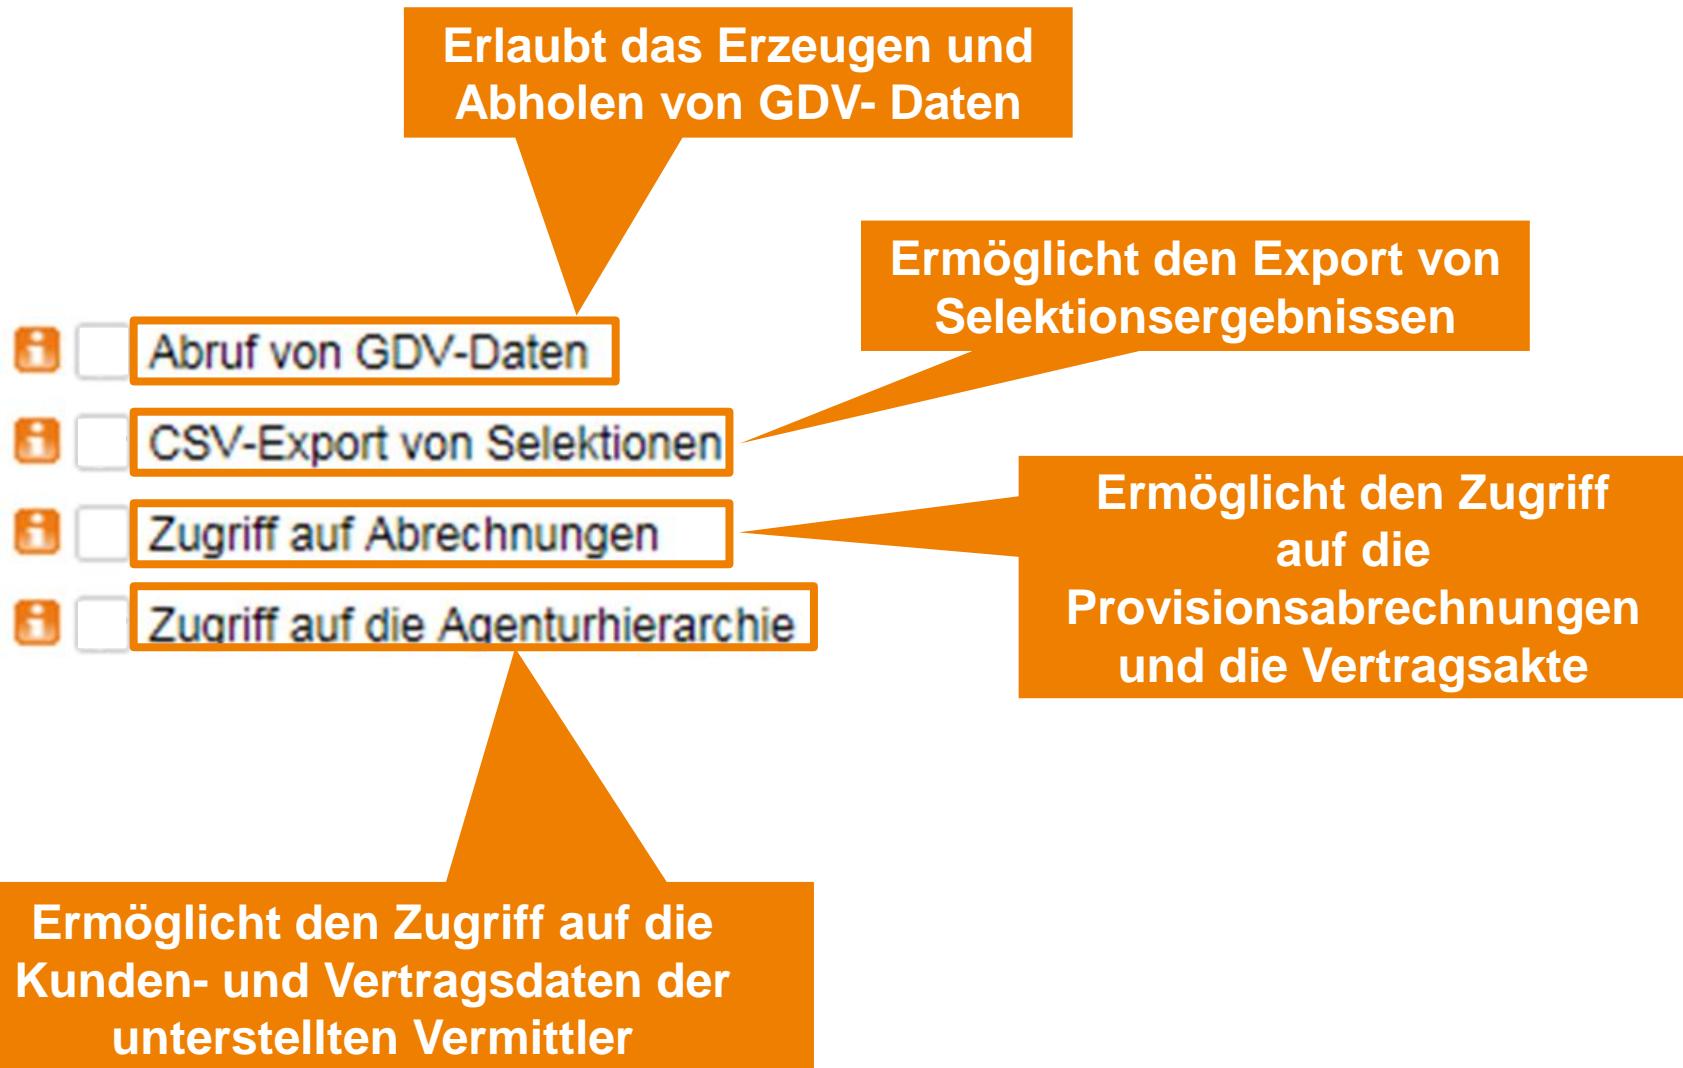 Erlaubt das Erzeugen und
Abholen von GDV- Daten
Ermöglicht den Export von
Selektionsergebnissen
Abruf von GDV-Daten
CSV-Export von Selektionen
Zugriff auf Abrechnungen
Zugriff auf die Agenturhierarchie
Ermöglicht den Zugriff
auf die
Provisionsabrechnungen
und die Vertragsakte
Ermöglicht den Zugriff auf die
Kunden- und Vertragsdaten der
unterstellten Vermittler